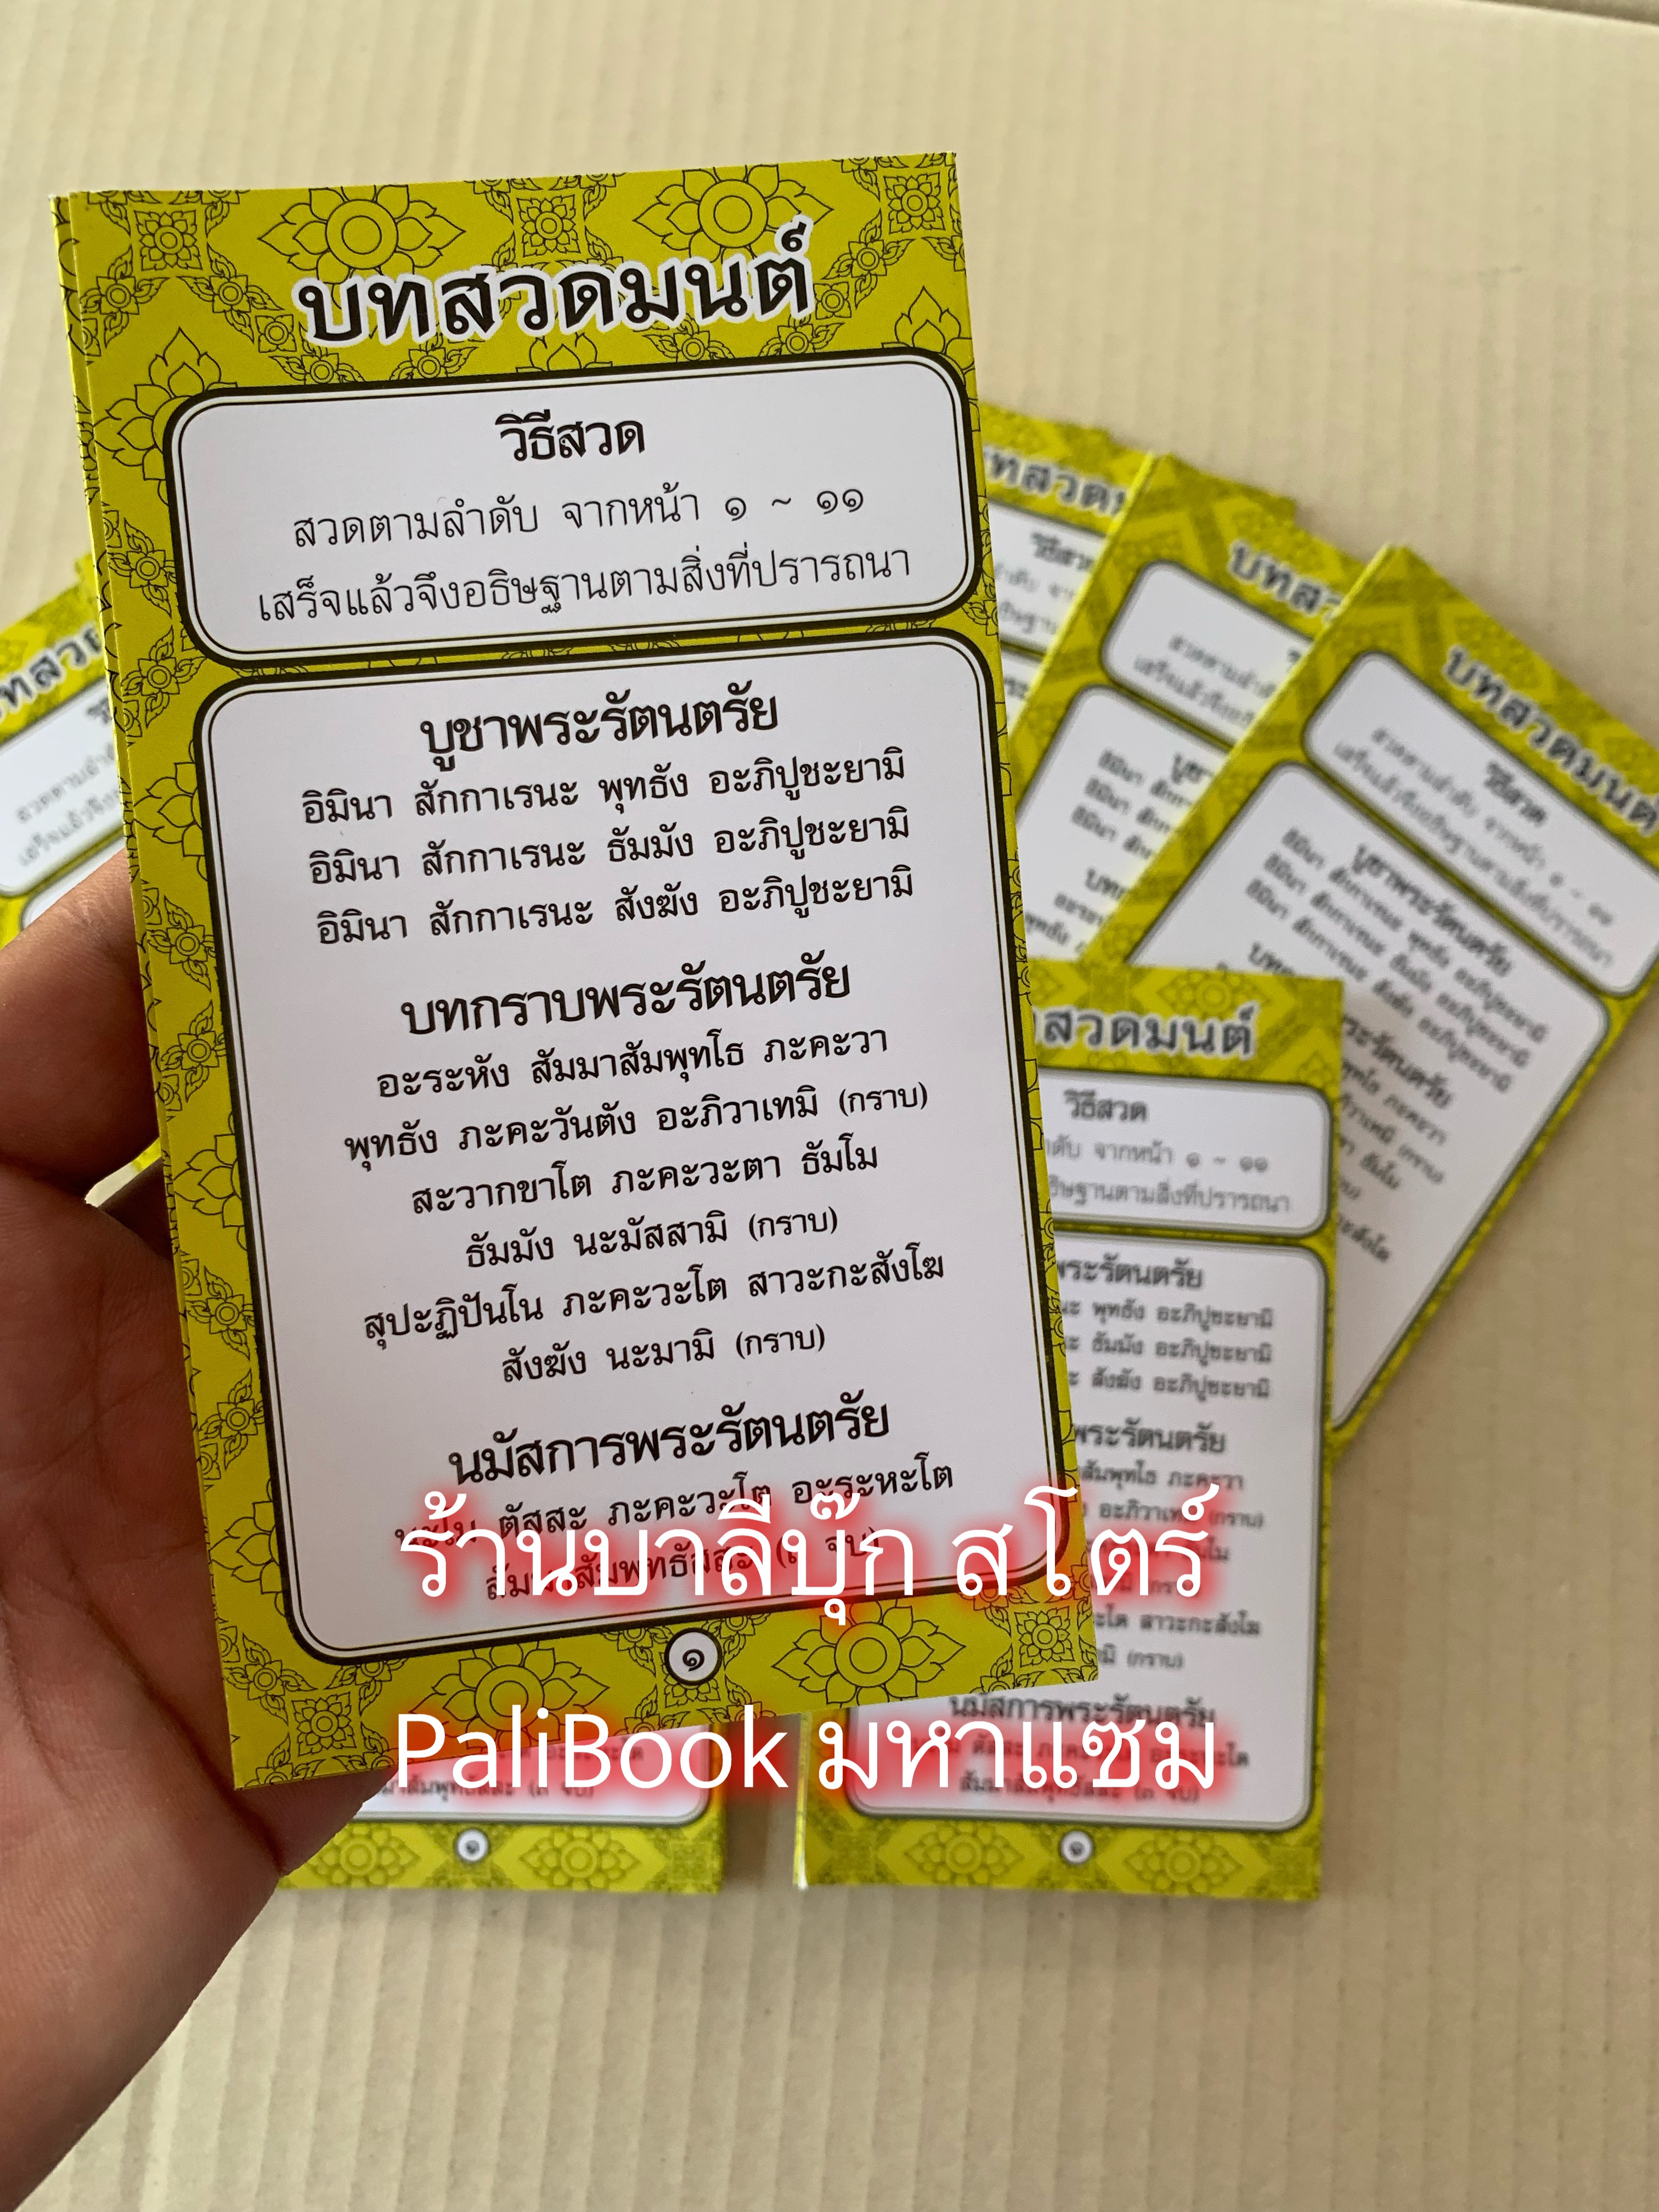 บทสวดมนต์
วิธีสวด
สวดตามลำดับ จากหน้า ๑ ~ ๑๑
เสร็จแล้วจึงอธิษฐานตามสิ่งที่ปรารถนา
บูชาพระรัตนตรัย
อิมินา สักกาเรนะ พุทธัง อะภิปูชะยามิ
อิมินา สักกาเรนะ ธัมมัง อะภิปูชะยามิ
อิมินา สักกาเรนะ สังฆัง อะภิปูชะยามิ
บทกราบพระรัตนตรัย
อะระหัง สัมมาสัมพุทโธ ภะคะวา
พุทธัง ภะคะวันตัง อะภิวาเทมิ (กราบ)
สะวากขาโต ภะคะวะตา ธัมโม
ธัมมัง นะมัสสามิ (กราบ)
สุปะฏิปันโน ภะคะวะโต สาวะกะสังโฆ
สังฆัง นะมามิ (กราบ)
นมัสการพระรัตนตรัย
ตัสสะ ภะคะวะโต อะระหะโต
ร้านบาลีบุ๊ก สโตร์
๑
PaliBook มหาแซม